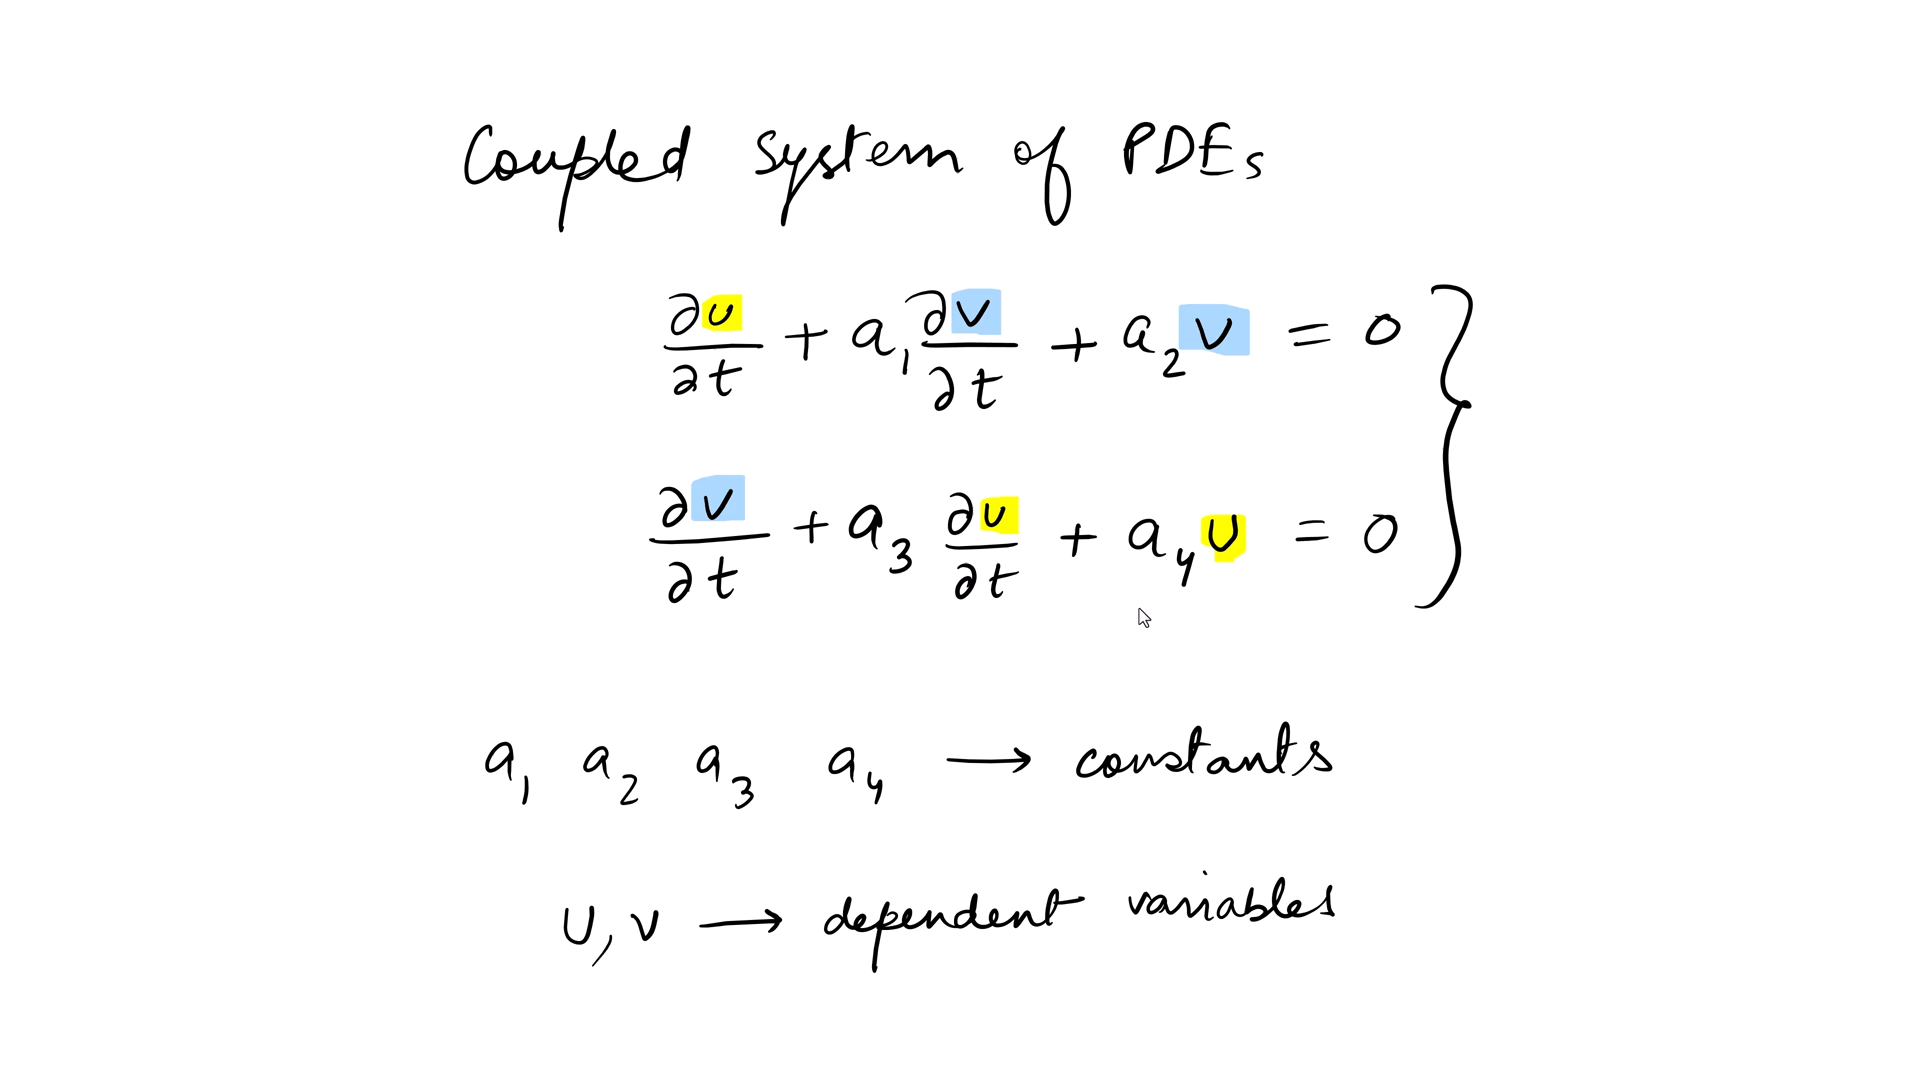 Coupled System of PDEs
∂u/∂t + a₁ ∂v/∂t + a₂ v = 0
∂v/∂t + a₃ ∂u/∂t + a₄ u = 0
a₁ a₂ a₃ a₄ → constants
u, v → dependent variables